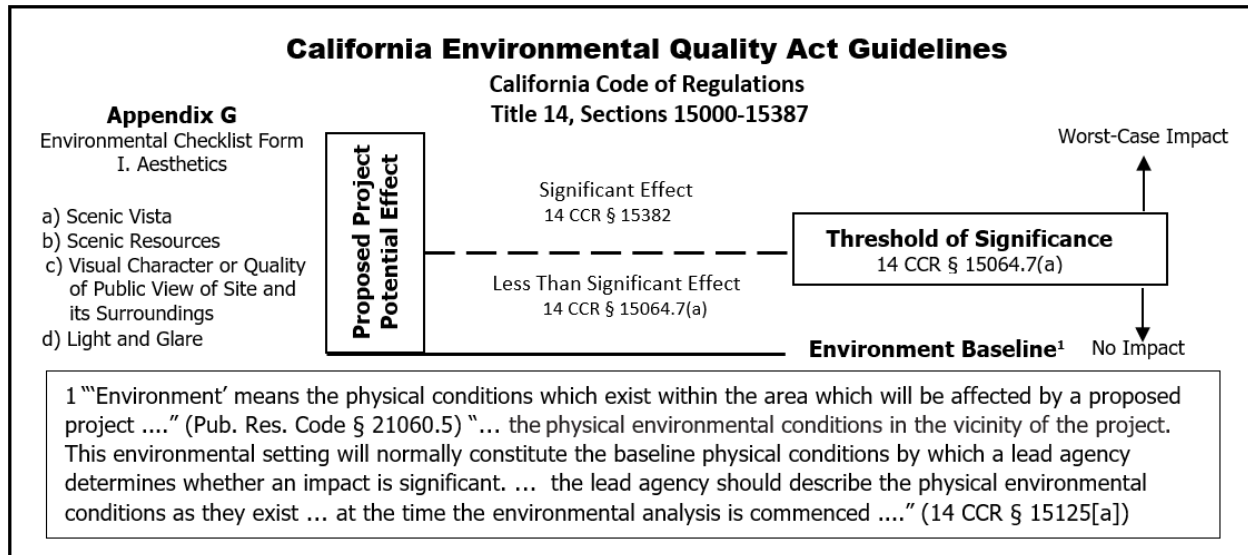 California Environmental Quality Act Guidelines
California Code of Regulations
Title 14, Sections 15000-15387
Appendix G
Environmental Checklist Form
I. Aesthetics
a) Scenic Vista
b) Scenic Resources
c) Visual Character or Quality
of Public View of Site and
its Surroundings
d) Light and Glare
Proposed Project
Potential Effect
Significant Effect
14 CCR § 15382
Less Than Significant Effect
14 CCR § 15064.7(a)
Worst-Case Impact
Threshold of Significance
14 CCR § 15064.7(a)
Environment Baseline¹
No Impact
1 “‘Environment’ means the physical conditions which exist within the area which will be affected by a proposed
project ....” (Pub. Res. Code § 21060.5) “... the physical environmental conditions in the vicinity of the project.
This environmental setting will normally constitute the baseline physical conditions by which a lead agency
determines whether an impact is significant. ... the lead agency should describe the physical environmental
conditions as they exist ... at the time the environmental analysis is commenced ....” (14 CCR § 15125[a])